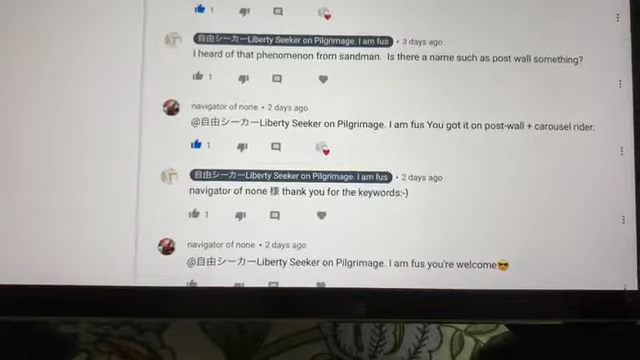 1
自由シーカーLiberty Seeker on Pilgrimage. I am fus • 3 days ago
I heard of that phenomenon from sandman. Is there a name such as post wall something?
1
navigator of none • 2 days ago
@自由シーカーLiberty Seeker on Pilgrimage. I am fus You got it on post-wall + carousel rider.
1
自由シーカーLiberty Seeker on Pilgrimage. I am fus • 2 days ago
navigator of none 様 thank you for the keywords:-)
1
navigator of none • 2 days ago
@自由シーカーLiberty Seeker on Pilgrimage. I am fus you're welcome😎